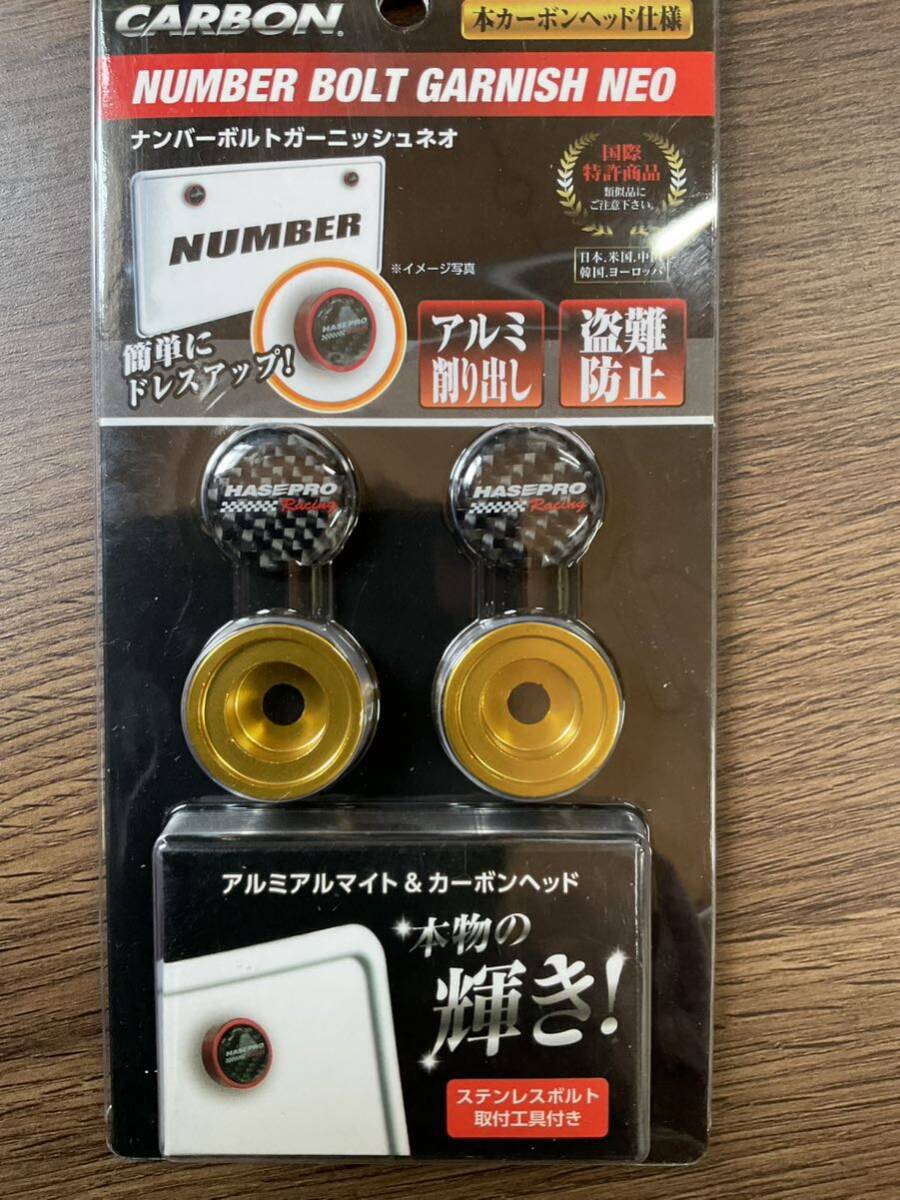 CARBON®
本カーボンヘッド仕様
NUMBER BOLT GARNISH NEO
ナンバーボルトガーニッシュネオ
国際
特許商品
類似品に
ご注意下さい。
日本.米国.中国
韓国.ヨーロッパ
NUMBER
※イメージ写真
HASEPRO
簡単に
ドレスアップ!
アルミ
削り出し
盗難
防止
HASEPRO
Racing
HASEPRO
Racing
アルミアルマイト&カーボンヘッド
本物の
輝き!
HASEPRO
ステンレスボルト
取付工具付き